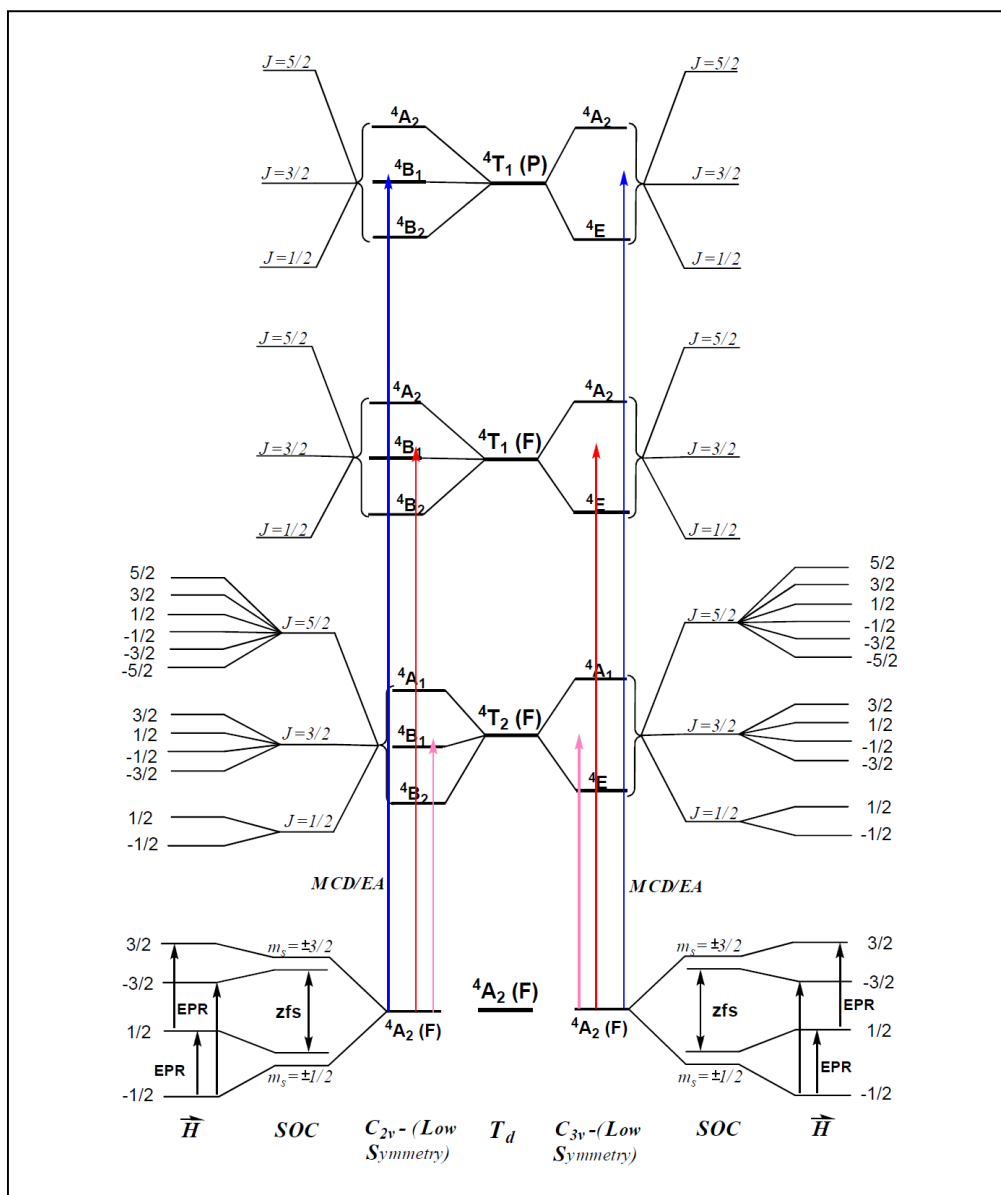 J=5/2 J=5/2
⁴A₂ ⁴A₂
J=3/2 ⁴B₁ ⁴T₁ (P) J=3/2
⁴B₂ ⁴E
J=1/2 J=1/2
J=5/2 J=5/2
⁴A₂ ⁴A₂
J=3/2 ⁴B₁ ⁴T₁ (F) J=3/2
⁴B₂ ⁴E
J=1/2 J=1/2
5/2 5/2
3/2 3/2
1/2 J=5/2 J=5/2 1/2
-1/2 -1/2
-3/2 -3/2
-5/2 -5/2
⁴A₁ ⁴A₁
3/2 3/2
1/2 J=3/2 ⁴B₁ ⁴T₂ (F) J=3/2 1/2
-1/2 -1/2
-3/2 -3/2
⁴B₂ ⁴E
1/2 J=1/2 J=1/2 1/2
-1/2 -1/2
MCD/EA MCD/EA
3/2 mₛ=±3/2 mₛ=±3/2 3/2
-3/2 -3/2
EPR zfs ⁴A₂ (F) zfs EPR
1/2 ⁴A₂ (F) ⁴A₂ (F) 1/2
EPR EPR
-1/2 mₛ=±1/2 mₛ=±1/2 -1/2
H SOC C₂ᵥ- (Low Symmetry) T_d C₃ᵥ-(Low Symmetry) SOC H